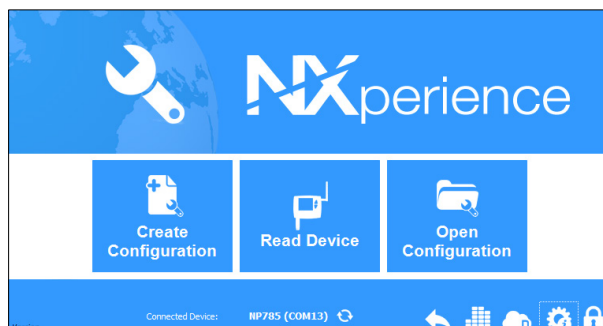 NXperience
Create
Configuration
Read Device
Open
Configuration
Connected Device: NP785 (COM13)